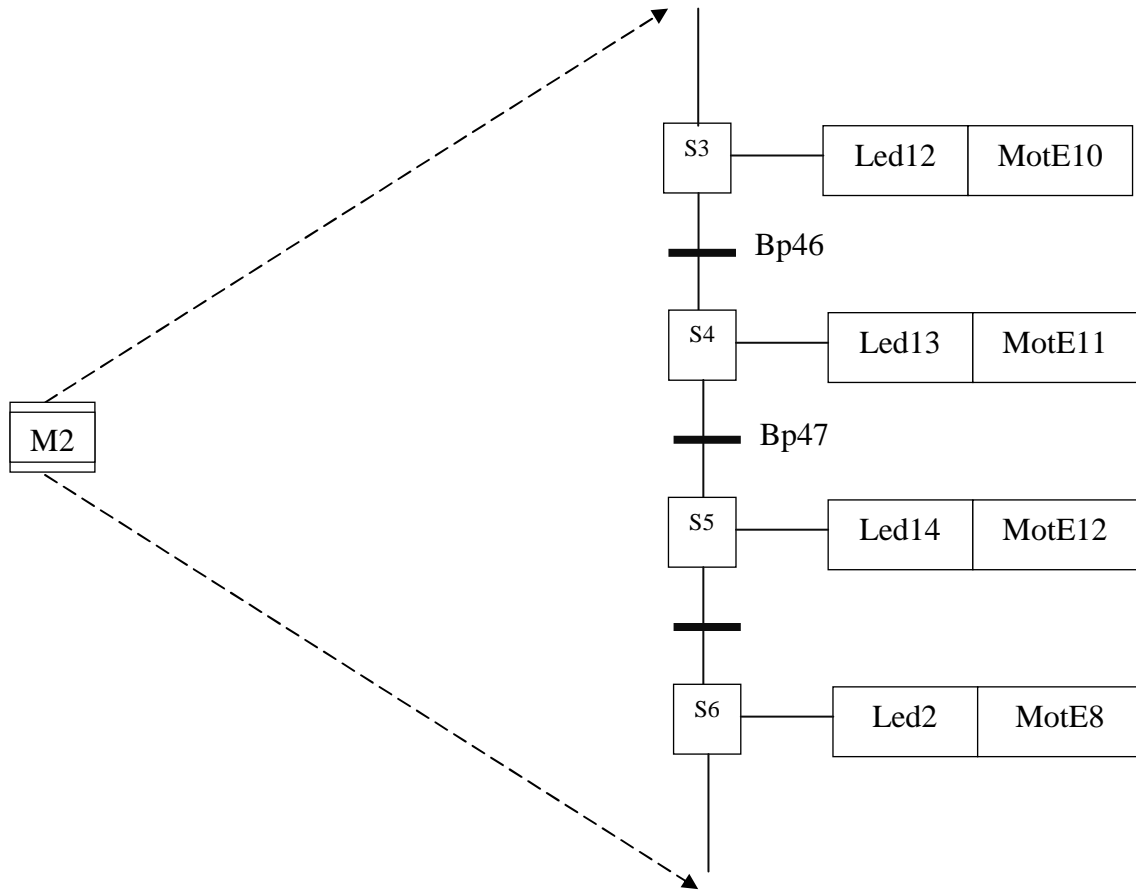 S3 Led12 MotE10
Bp46
S4 Led13 MotE11
M2
Bp47
S5 Led14 MotE12
S6 Led2 MotE8